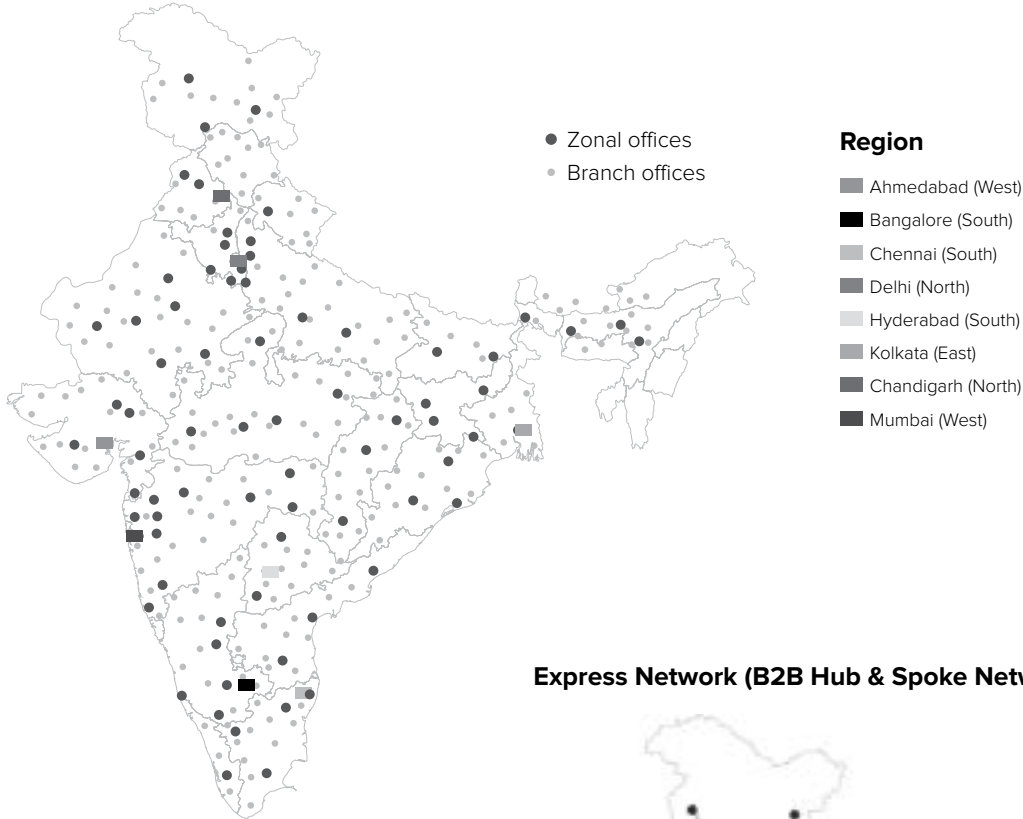 Zonal offices
Branch offices
Region
Ahmedabad (West)
Bangalore (South)
Chennai (South)
Delhi (North)
Hyderabad (South)
Kolkata (East)
Chandigarh (North)
Mumbai (West)
Express Network (B2B Hub & Spoke